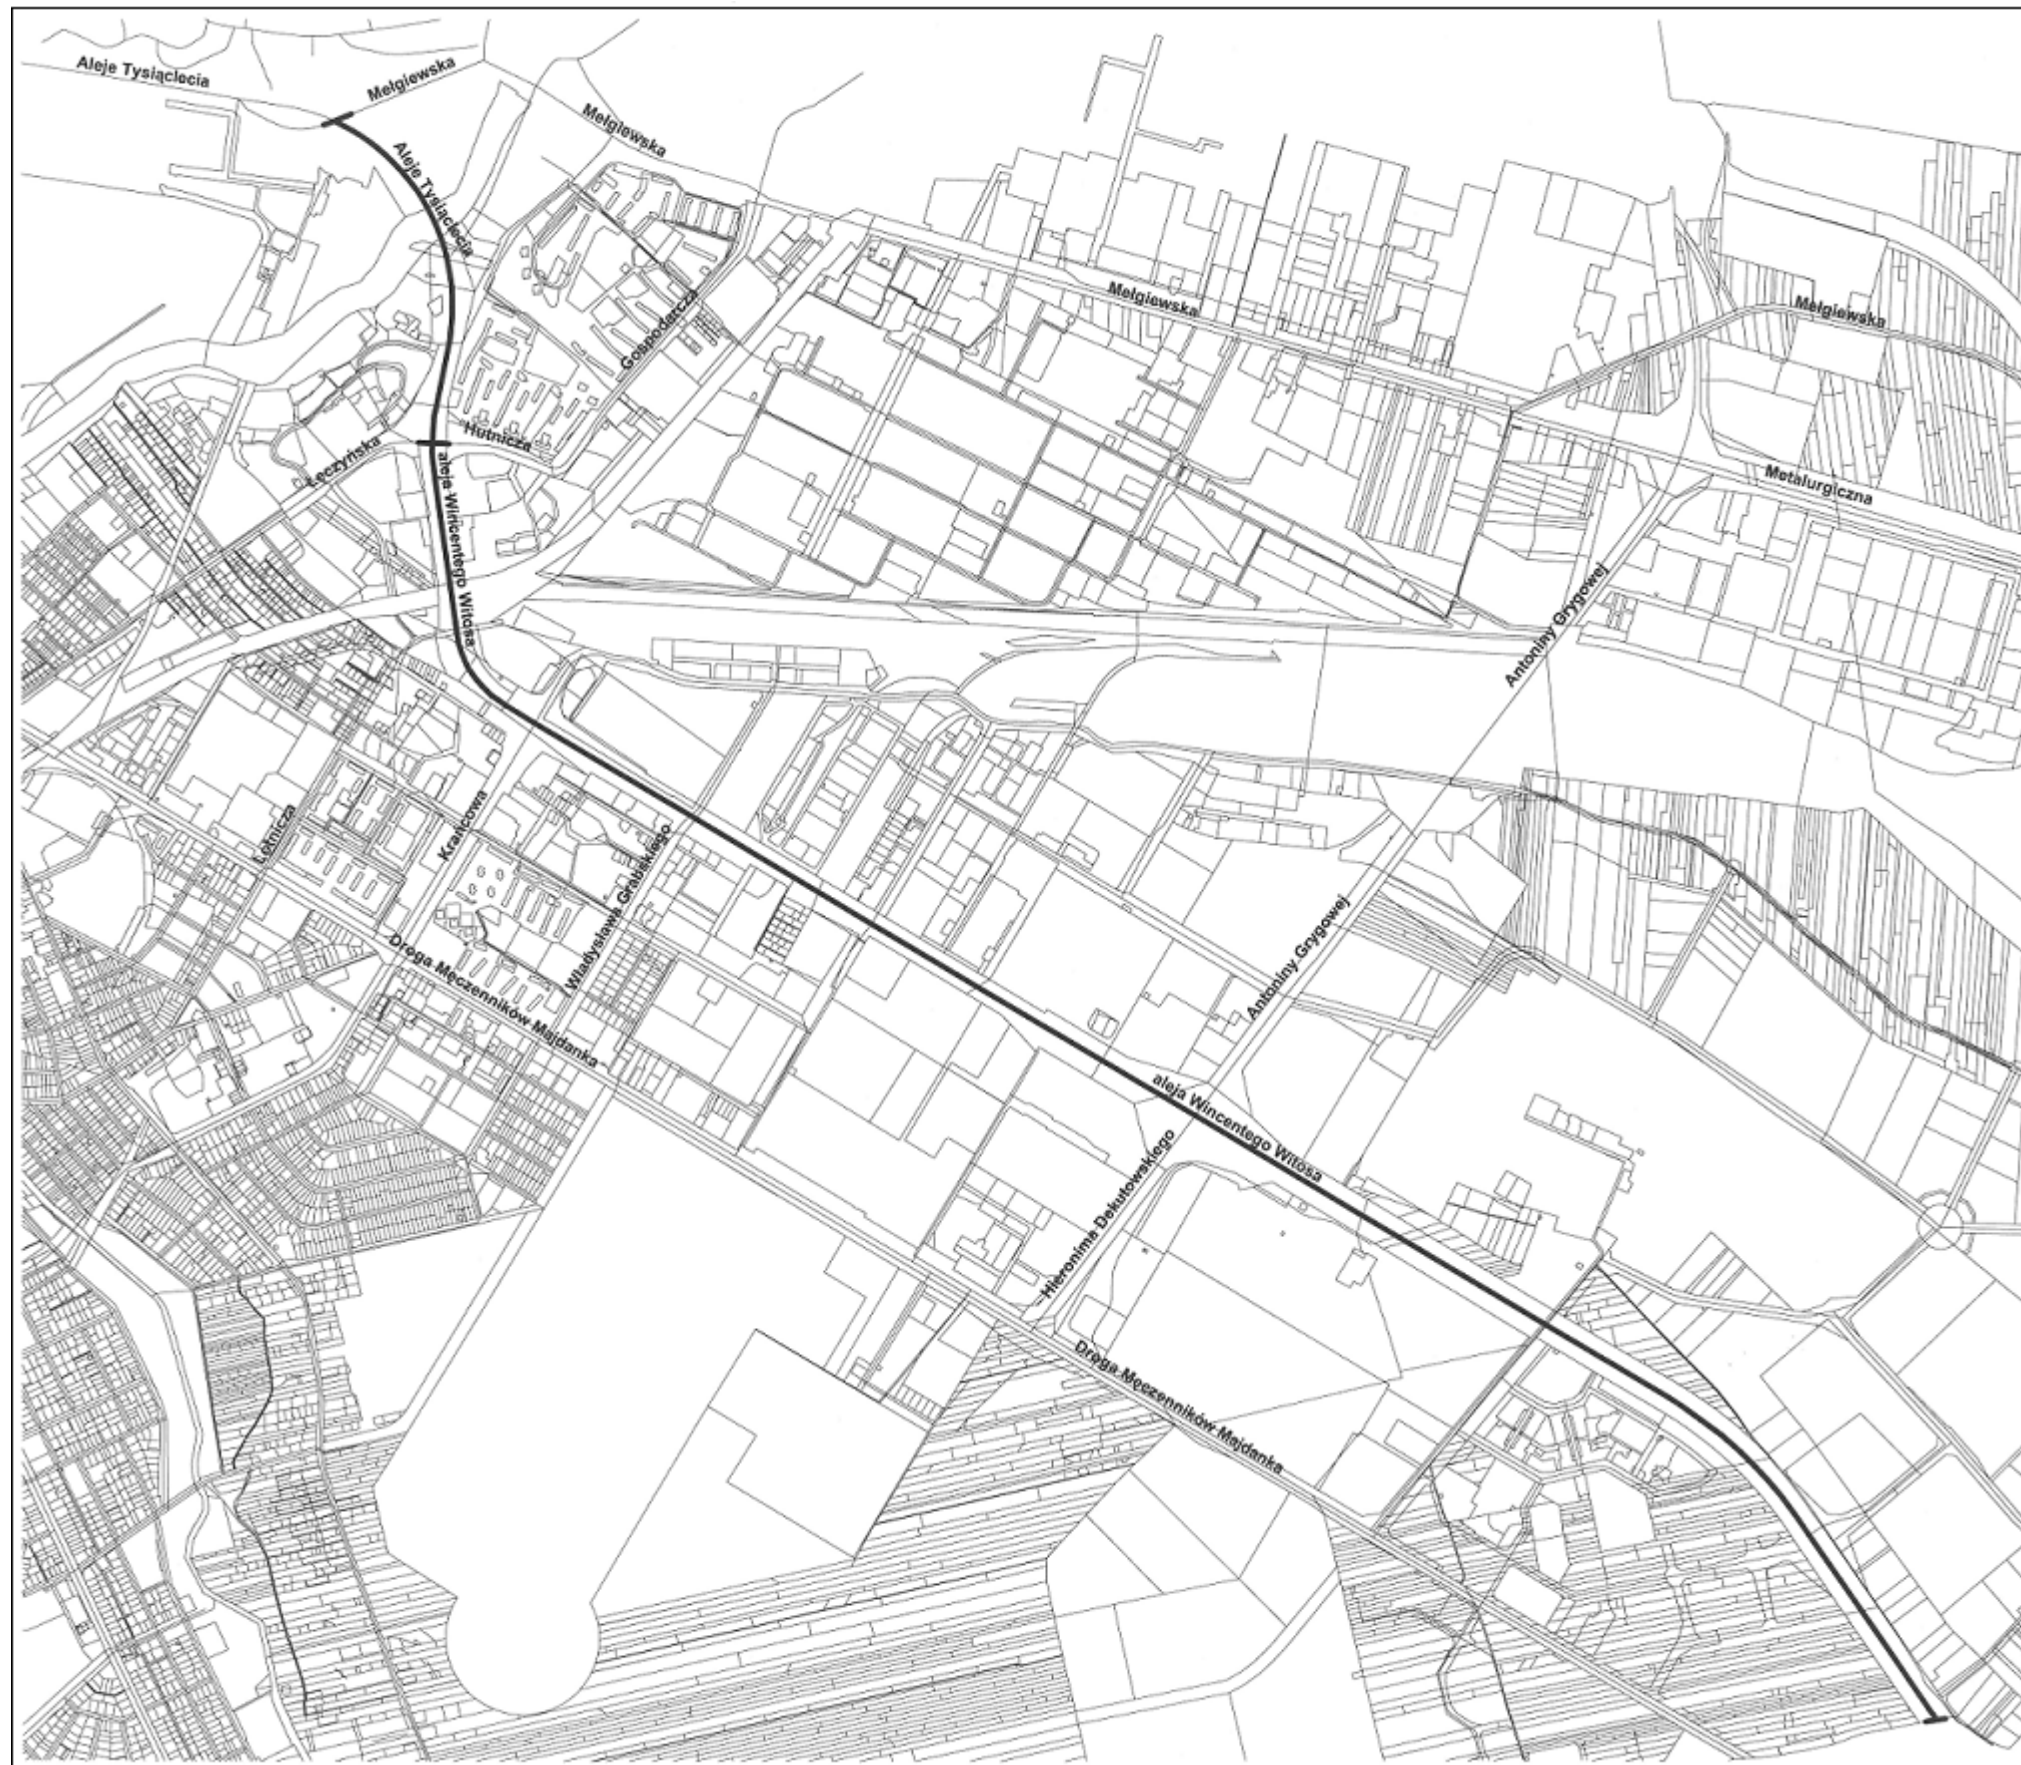 Aleje Tysiąclecia
Mełgiewska
Mełgiewska
Aleje Tysiąclecia
Gospodarcza
Mełgiewska
Mełgiewska
Hutnicza
Łęczyńska
aleja Wincentego Witosa
Metalurgiczna
Antoniny Grygowej
Letnicza
Krańcowa
Władysława Grabskiego
Antoniny Grygowej
Droga Męczenników Majdanka
aleja Wincentego Witosa
Hieronima Dekutowskiego
Droga Męczenników Majdanka